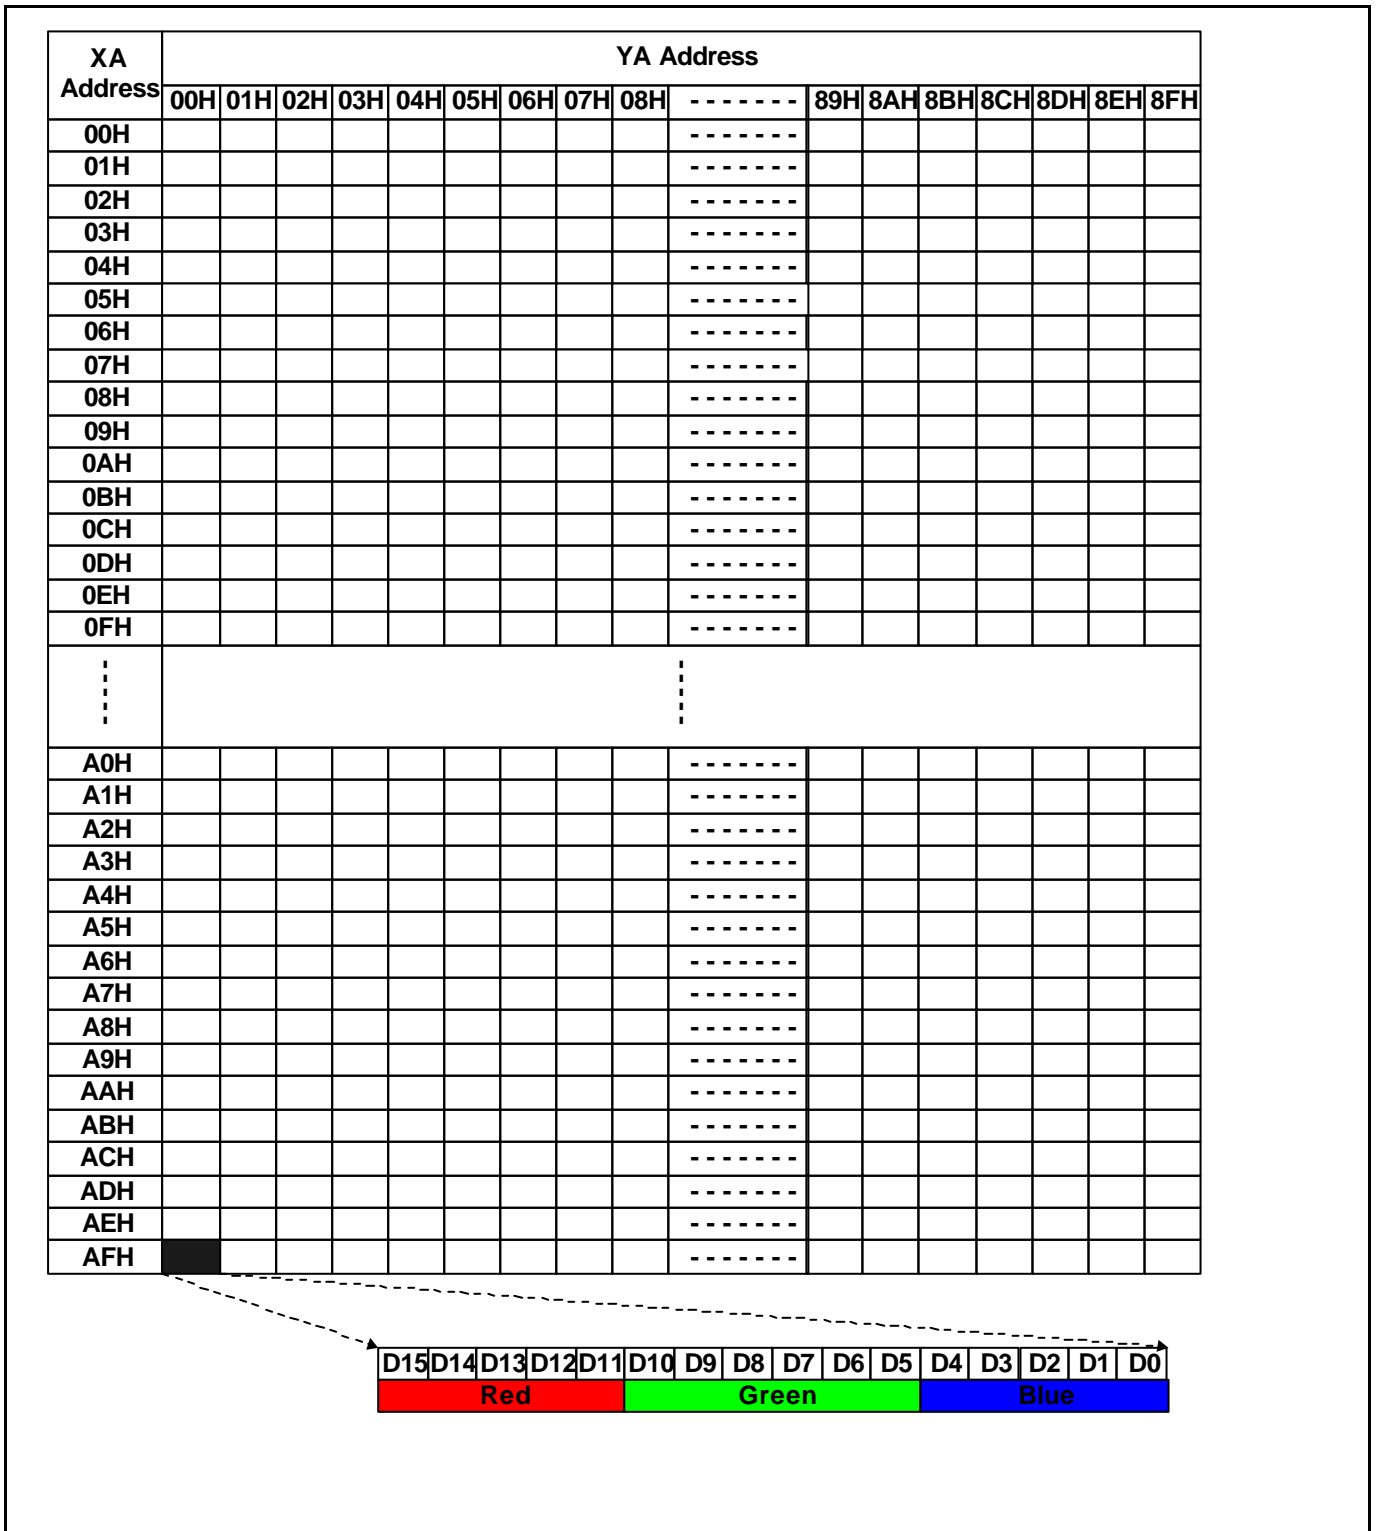 XA Address YA Address
00H 01H 02H 03H 04H 05H 06H 07H 08H - - - - - - - 89H 8AH 8BH 8CH 8DH 8EH 8FH
00H - - - - - - -
01H - - - - - - -
02H - - - - - - -
03H - - - - - - -
04H - - - - - - -
05H - - - - - - -
06H - - - - - - -
07H - - - - - - -
08H - - - - - - -
09H - - - - - - -
0AH - - - - - - -
0BH - - - - - - -
0CH - - - - - - -
0DH - - - - - - -
0EH - - - - - - -
0FH - - - - - - -
A0H - - - - - - -
A1H - - - - - - -
A2H - - - - - - -
A3H - - - - - - -
A4H - - - - - - -
A5H - - - - - - -
A6H - - - - - - -
A7H - - - - - - -
A8H - - - - - - -
A9H - - - - - - -
AAH - - - - - - -
ABH - - - - - - -
ACH - - - - - - -
ADH - - - - - - -
AEH - - - - - - -
AFH - - - - - - -
D15 D14 D13 D12 D11 D10 D9 D8 D7 D6 D5 D4 D3 D2 D1 D0
Red Green Blue